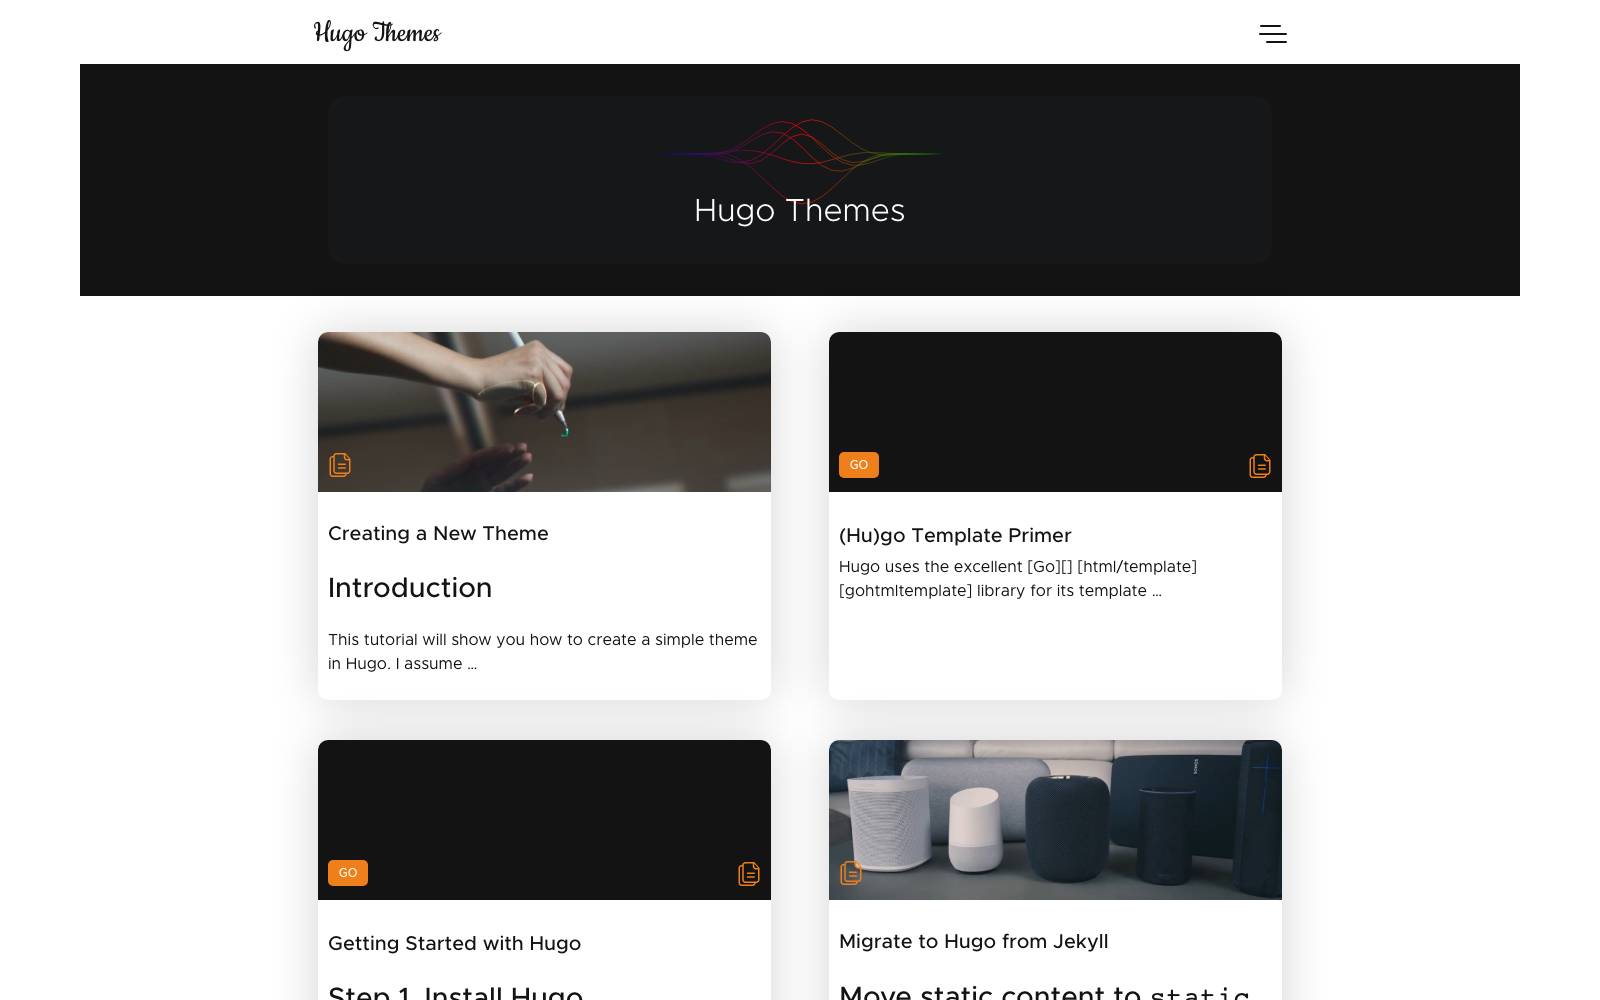 Hugo Themes
Hugo Themes
GO
Creating a New Theme
Introduction
This tutorial will show you how to create a simple theme
in Hugo. I assume ...
(Hu)go Template Primer
Hugo uses the excellent [Go][] [html/template]
[gohtmltemplate] library for its template ...
SONOS
GO
Getting Started with Hugo
Step 1. Install Hugo
Migrate to Hugo from Jekyll
Move static content to static